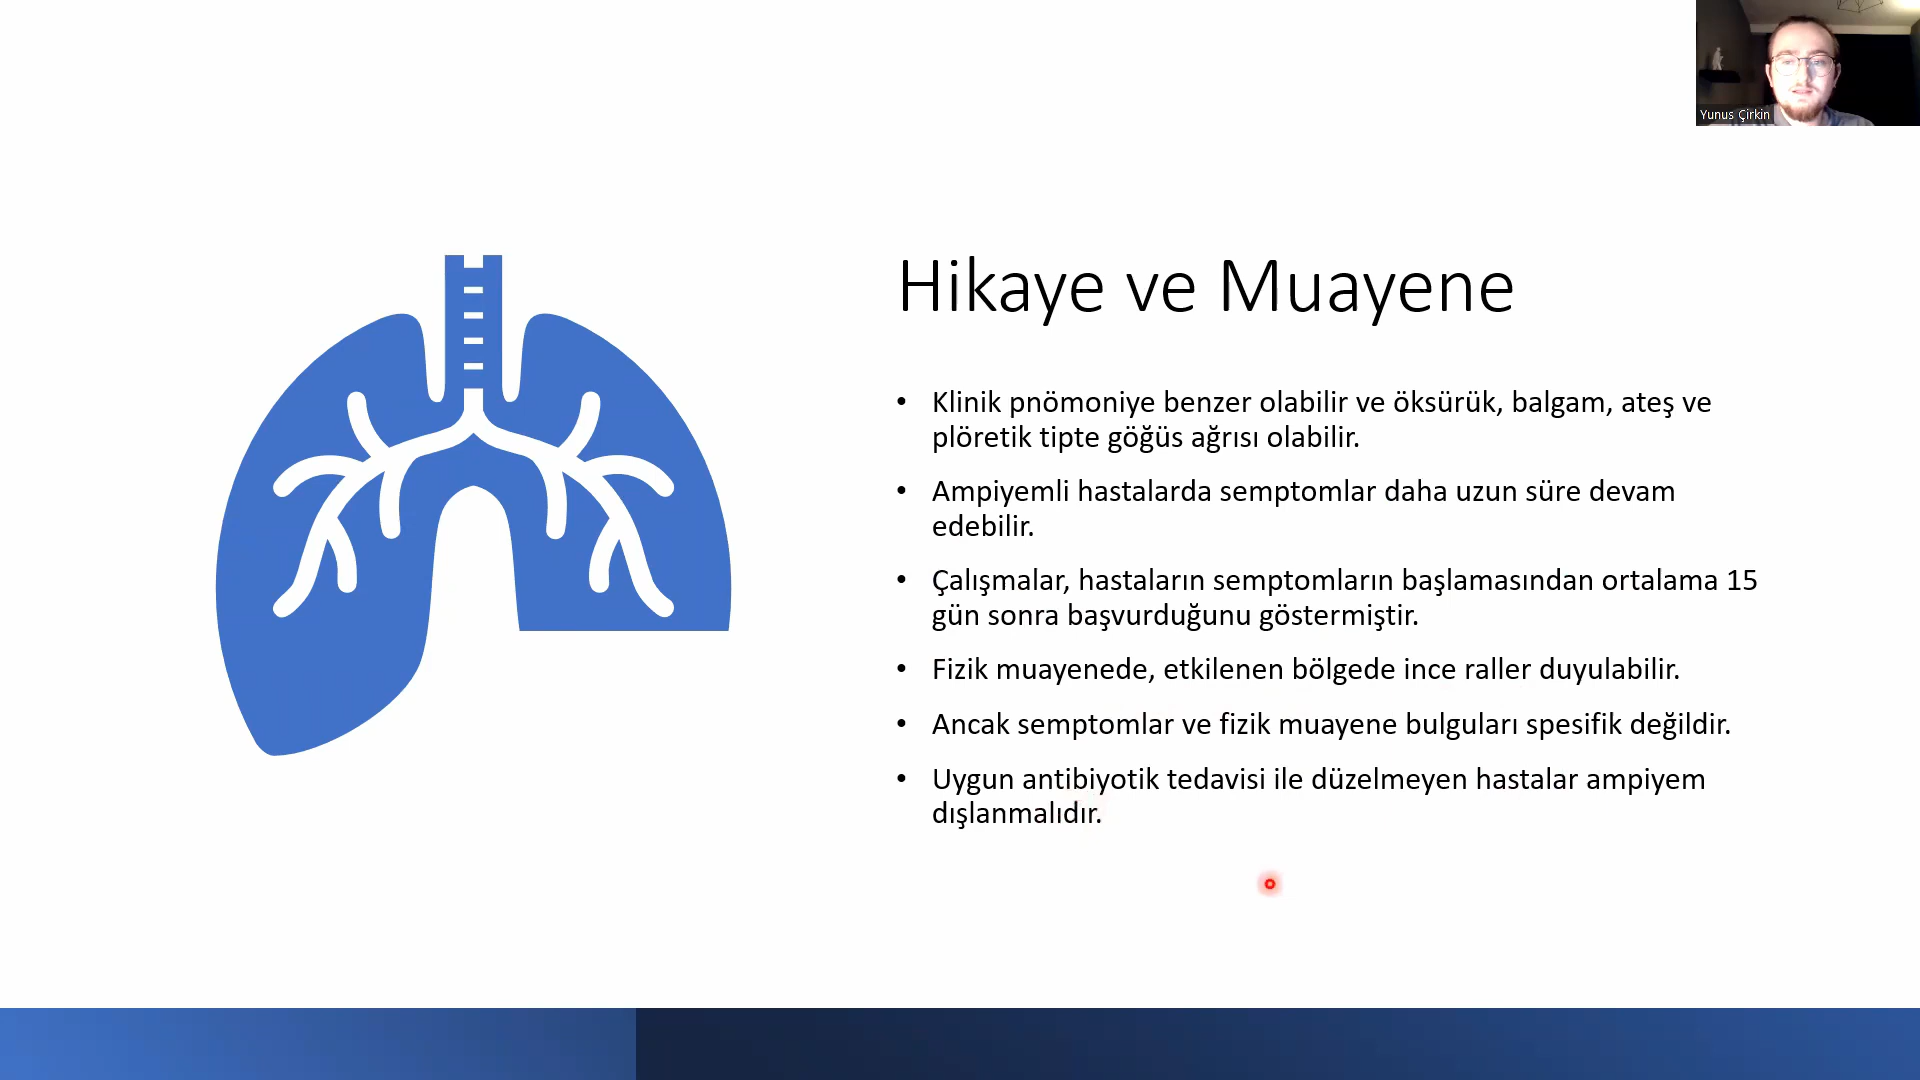 Yunus Çirkin
Hikaye ve Muayene
• Klinik pnömoniye benzer olabilir ve öksürük, balgam, ateş ve
plöretik tipte göğüs ağrısı olabilir.
• Ampiyemli hastalarda semptomlar daha uzun süre devam
edebilir.
• Çalışmalar, hastaların semptomların başlamasından ortalama 15
gün sonra başvurduğunu göstermiştir.
• Fizik muayenede, etkilenen bölgede ince raller duyulabilir.
• Ancak semptomlar ve fizik muayene bulguları spesifik değildir.
• Uygun antibiyotik tedavisi ile düzelmeyen hastalar ampiyem
dışlanmalıdır.